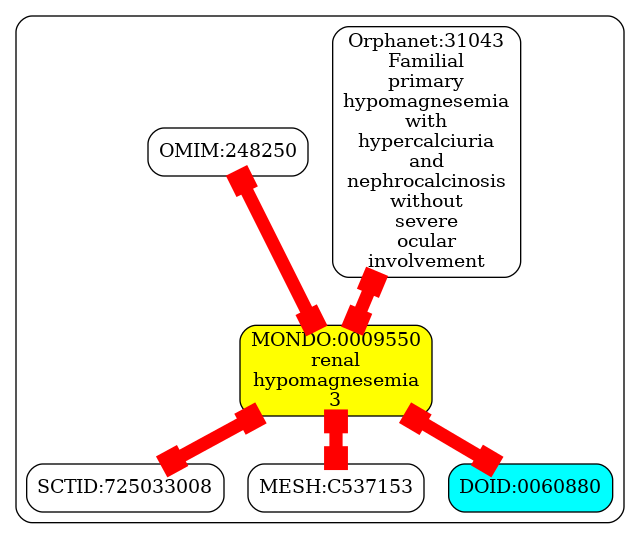 Orphanet:31043
Familial
primary
hypomagnesemia
with
hypercalciuria
and
nephrocalcinosis
without
severe
ocular
involvement
OMIM:248250
MONDO:0009550
renal
hypomagnesemia
3
SCTID:725033008
MESH:C537153
DOID:0060880